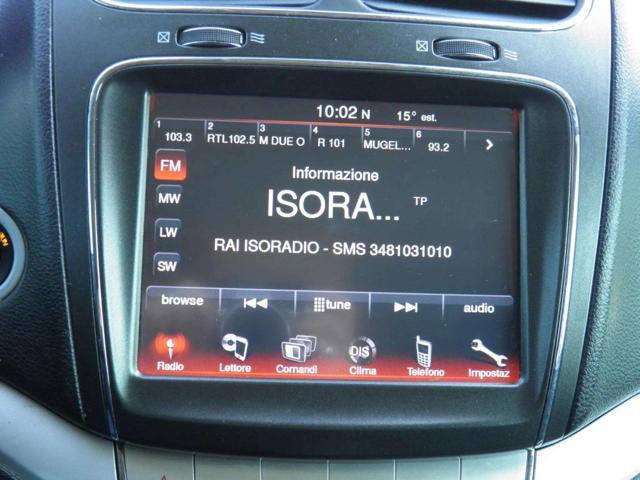 10:02 N 15° est.
1 2 3 4 5 6
103.3 RTL102.5 M DUE O R 101 MUGEL... 93.2 >
FM
Informazione
MW
ISORA... TP
LW
RAI ISORADIO - SMS 3481031010
SW
browse tune audio
DIS
Radio Lettore Comandi Clima Telefono Impostaz